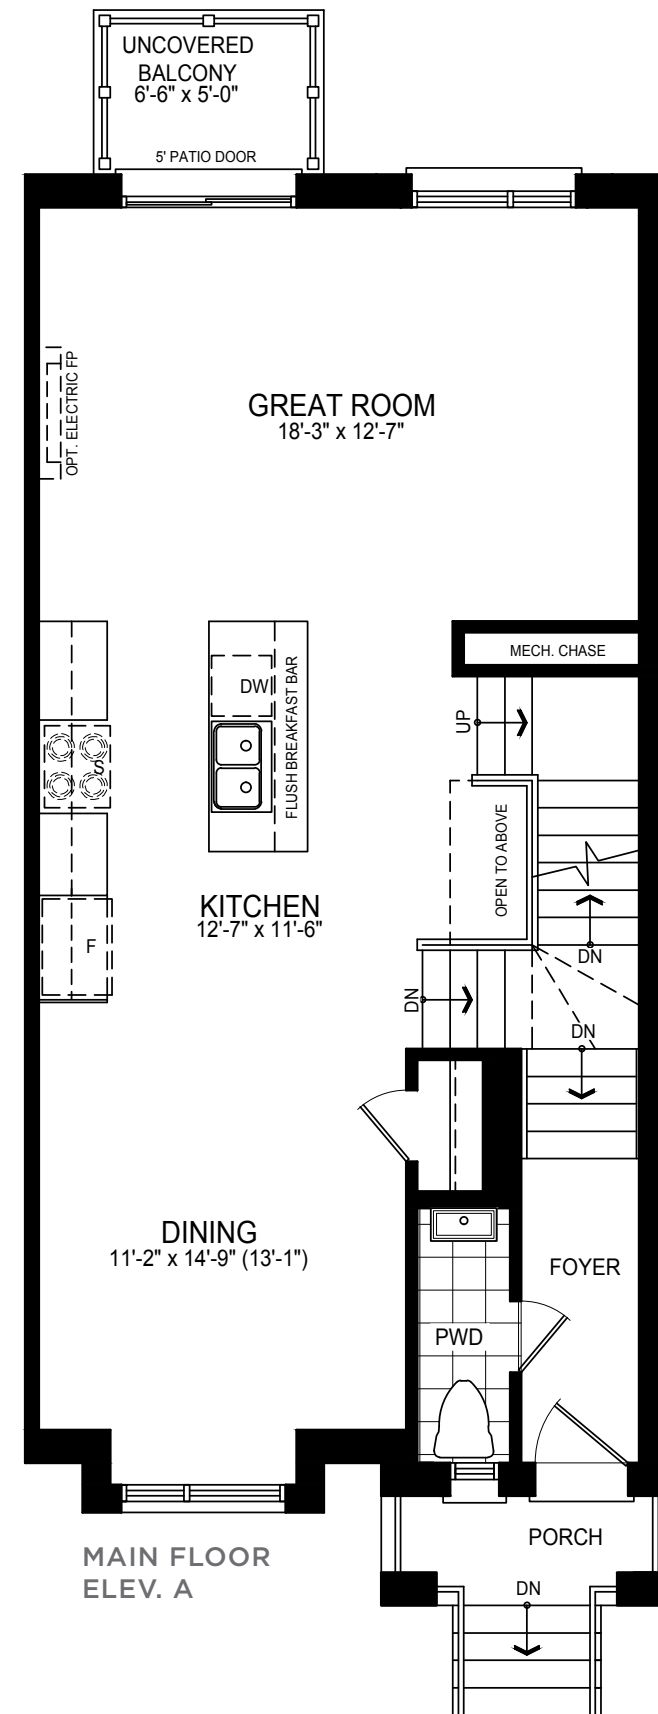 UNCOVERED
BALCONY
6'-6" x 5'-0"
5' PATIO DOOR
OPT. ELECTRIC FP
GREAT ROOM
18'-3" x 12'-7"
MECH. CHASE
DW
FLUSH BREAKFAST BAR
UP
S
OPEN TO ABOVE
KITCHEN
12'-7" x 11'-6"
F
DN
DN
DN
DINING
11'-2" x 14'-9" (13'-1")
FOYER
PWD
PORCH
MAIN FLOOR
ELEV. A
DN